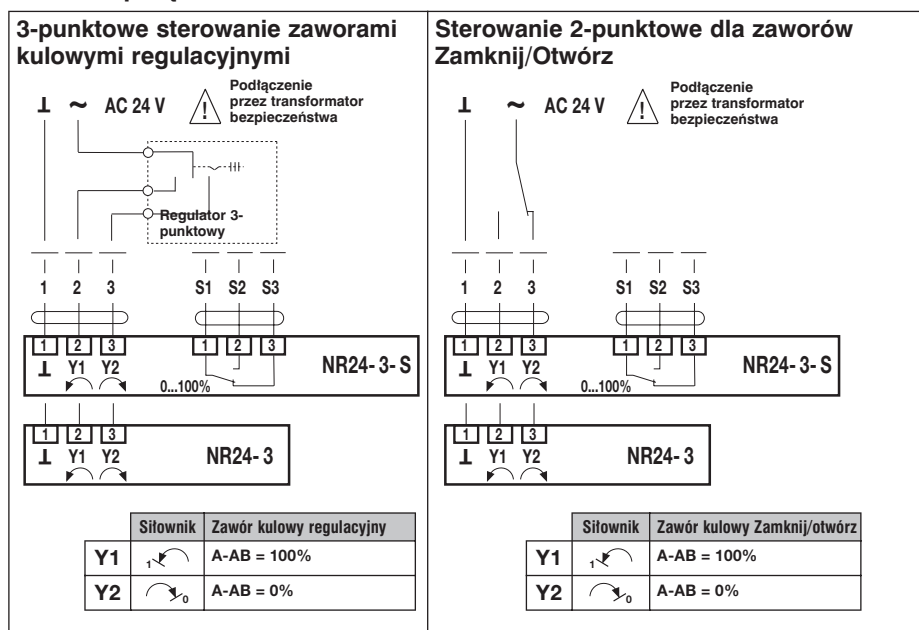 3-punktowe sterowanie zaworami
kulowymi regulacyjnymi
⊥ ~ AC 24 V
!
Podłączenie
przez transformator
bezpieczeństwa
Regulator 3-
punktowy
1 2 3 S1 S2 S3
1 2 3 1 2 3
⊥ Y1 Y2
0...100%
NR24- 3- S
1 2 3
⊥ Y1 Y2
NR24- 3
Siłownik Zawór kulowy regulacyjny
Y1 1 A-AB = 100%
Y2 0 A-AB = 0%
Sterowanie 2-punktowe dla zaworów
Zamknij/Otwórz
⊥ ~ AC 24 V
!
Podłączenie
przez transformator
bezpieczeństwa
1 2 3 S1 S2 S3
1 2 3 1 2 3
⊥ Y1 Y2
0...100%
NR24- 3- S
1 2 3
⊥ Y1 Y2
NR24- 3
Siłownik Zawór kulowy Zamknij/otwórz
Y1 1 A-AB = 100%
Y2 0 A-AB = 0%